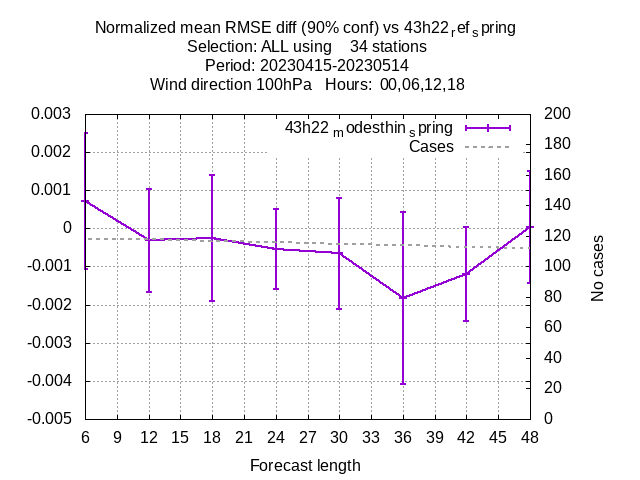 Normalized mean RMSE diff (90% conf) vs 43h22refspring
Selection: ALL using 34 stations
Period: 20230415-20230514
Wind direction 100hPa Hours: 00,06,12,18
43h22modesthinspring
Cases
0.003
0.002
0.001
0
-0.001
-0.002
-0.003
-0.004
-0.005
200
180
160
140
120
100
80
60
40
20
0
No cases
6 9 12 15 18 21 24 27 30 33 36 39 42 45 48
Forecast length